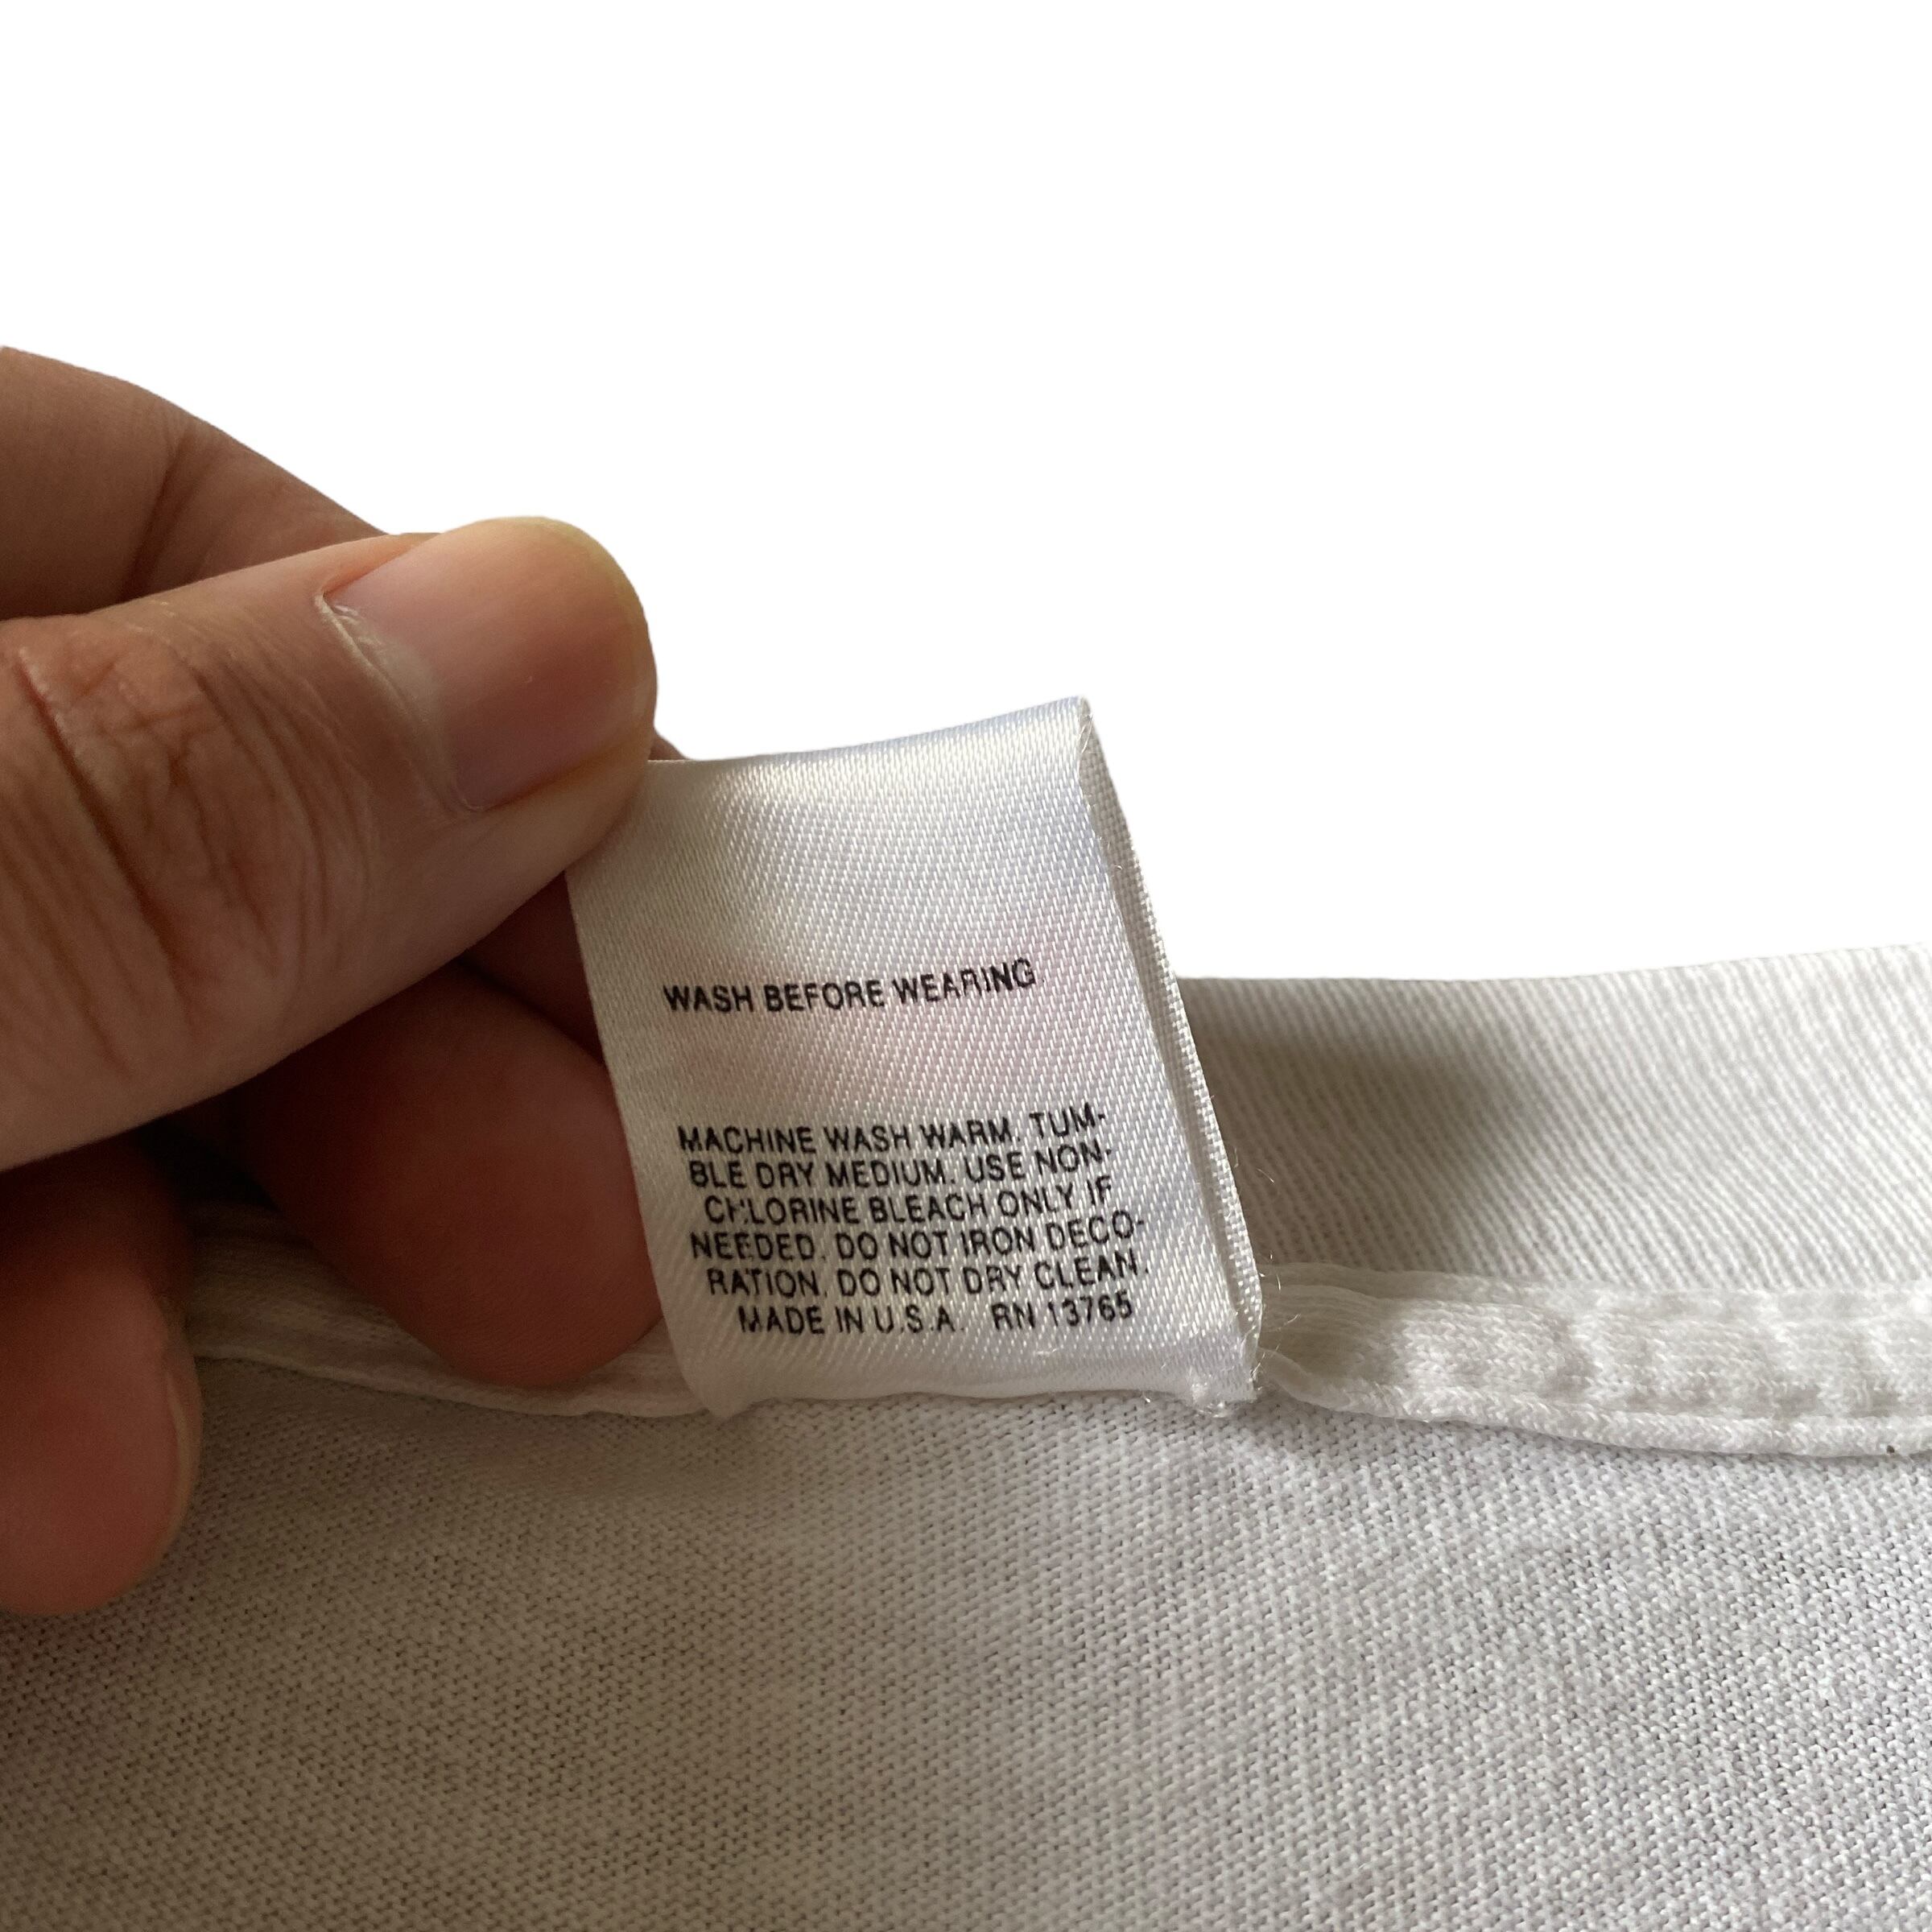 WASH BEFORE WEARING
MACHINE WASH WARM. TUM-
BLE DRY MEDIUM. USE NON-
CHLORINE BLEACH ONLY IF
NEEDED. DO NOT IRON DECO-
RATION. DO NOT DRY CLEAN.
MADE IN U.S.A. RN 13765